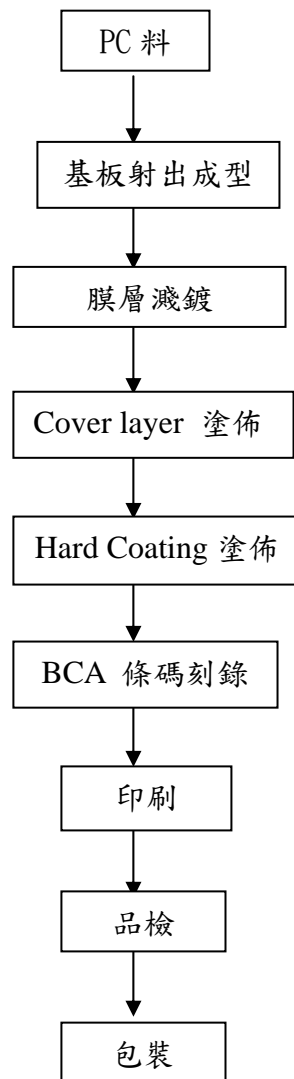 PC 料
基板射出成型
膜層濺鍍
Cover layer 塗佈
Hard Coating 塗佈
BCA 條碼刻錄
印刷
品檢
包裝